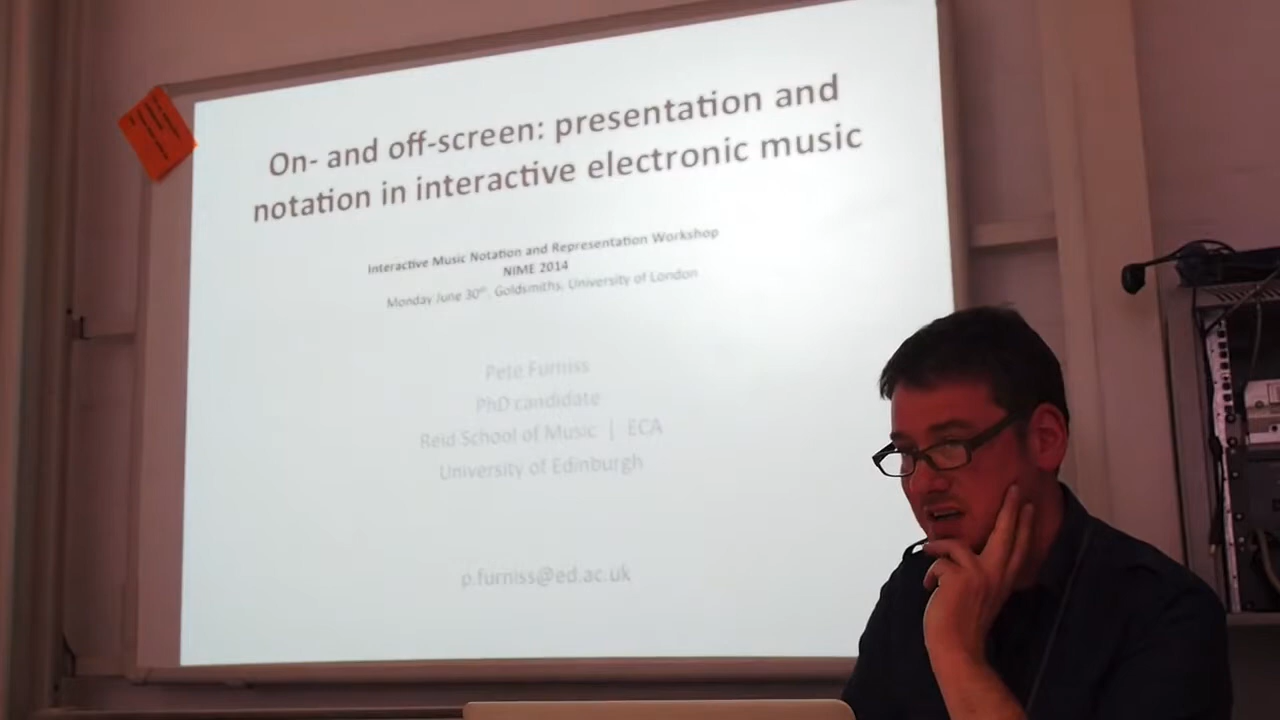 On- and off-screen: presentation and
notation in interactive electronic music
Interactive Music Notation and Representation Workshop
NIME 2014
Monday June 30th, Goldsmiths, University of London
Pete Furniss
PhD candidate
Reid School of Music | ECA
University of Edinburgh
p.furniss@ed.ac.uk